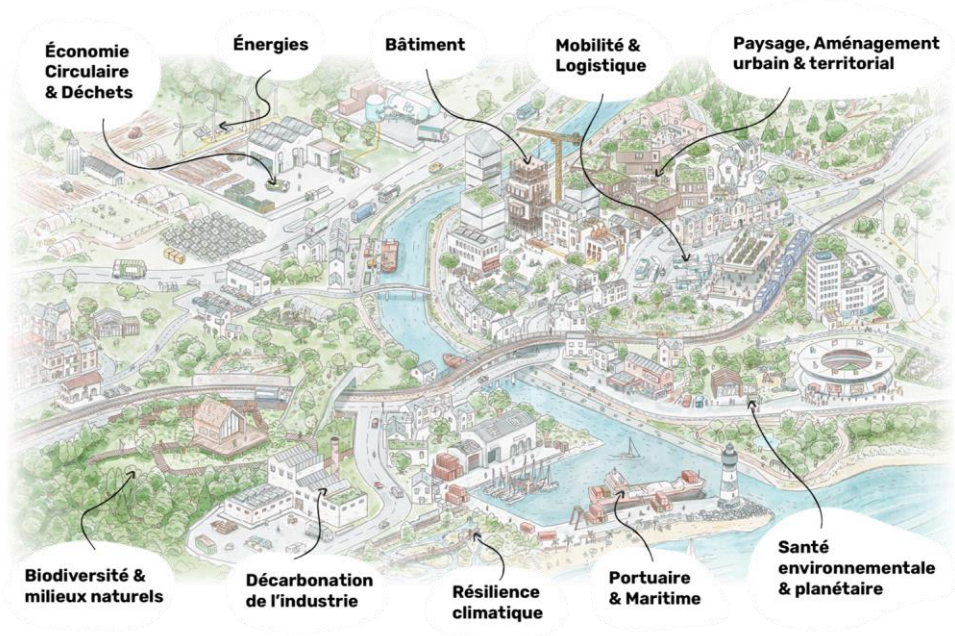 Économie
Circulaire
& Déchets
Énergies
Bâtiment
Mobilité &
Logistique
Paysage, Aménagement
urbain & territorial
Biodiversité &
milieux naturels
Décarbonation
de l'industrie
Résilience
climatique
Portuaire
& Maritime
Santé
environnementale
& planétaire